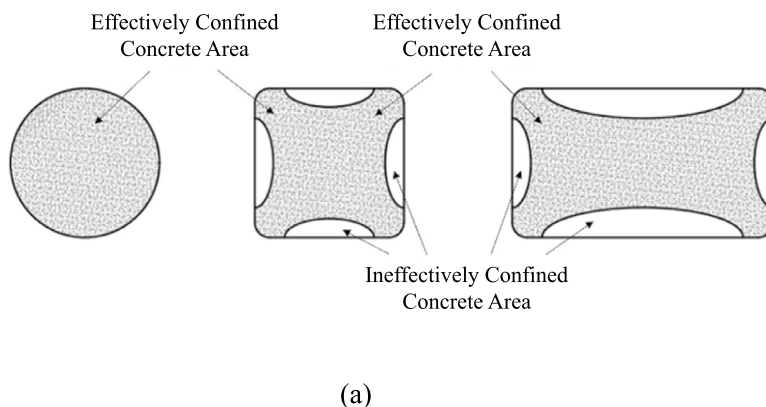 Effectively Confined
Concrete Area
Effectively Confined
Concrete Area
Ineffectively Confined
Concrete Area
(a)